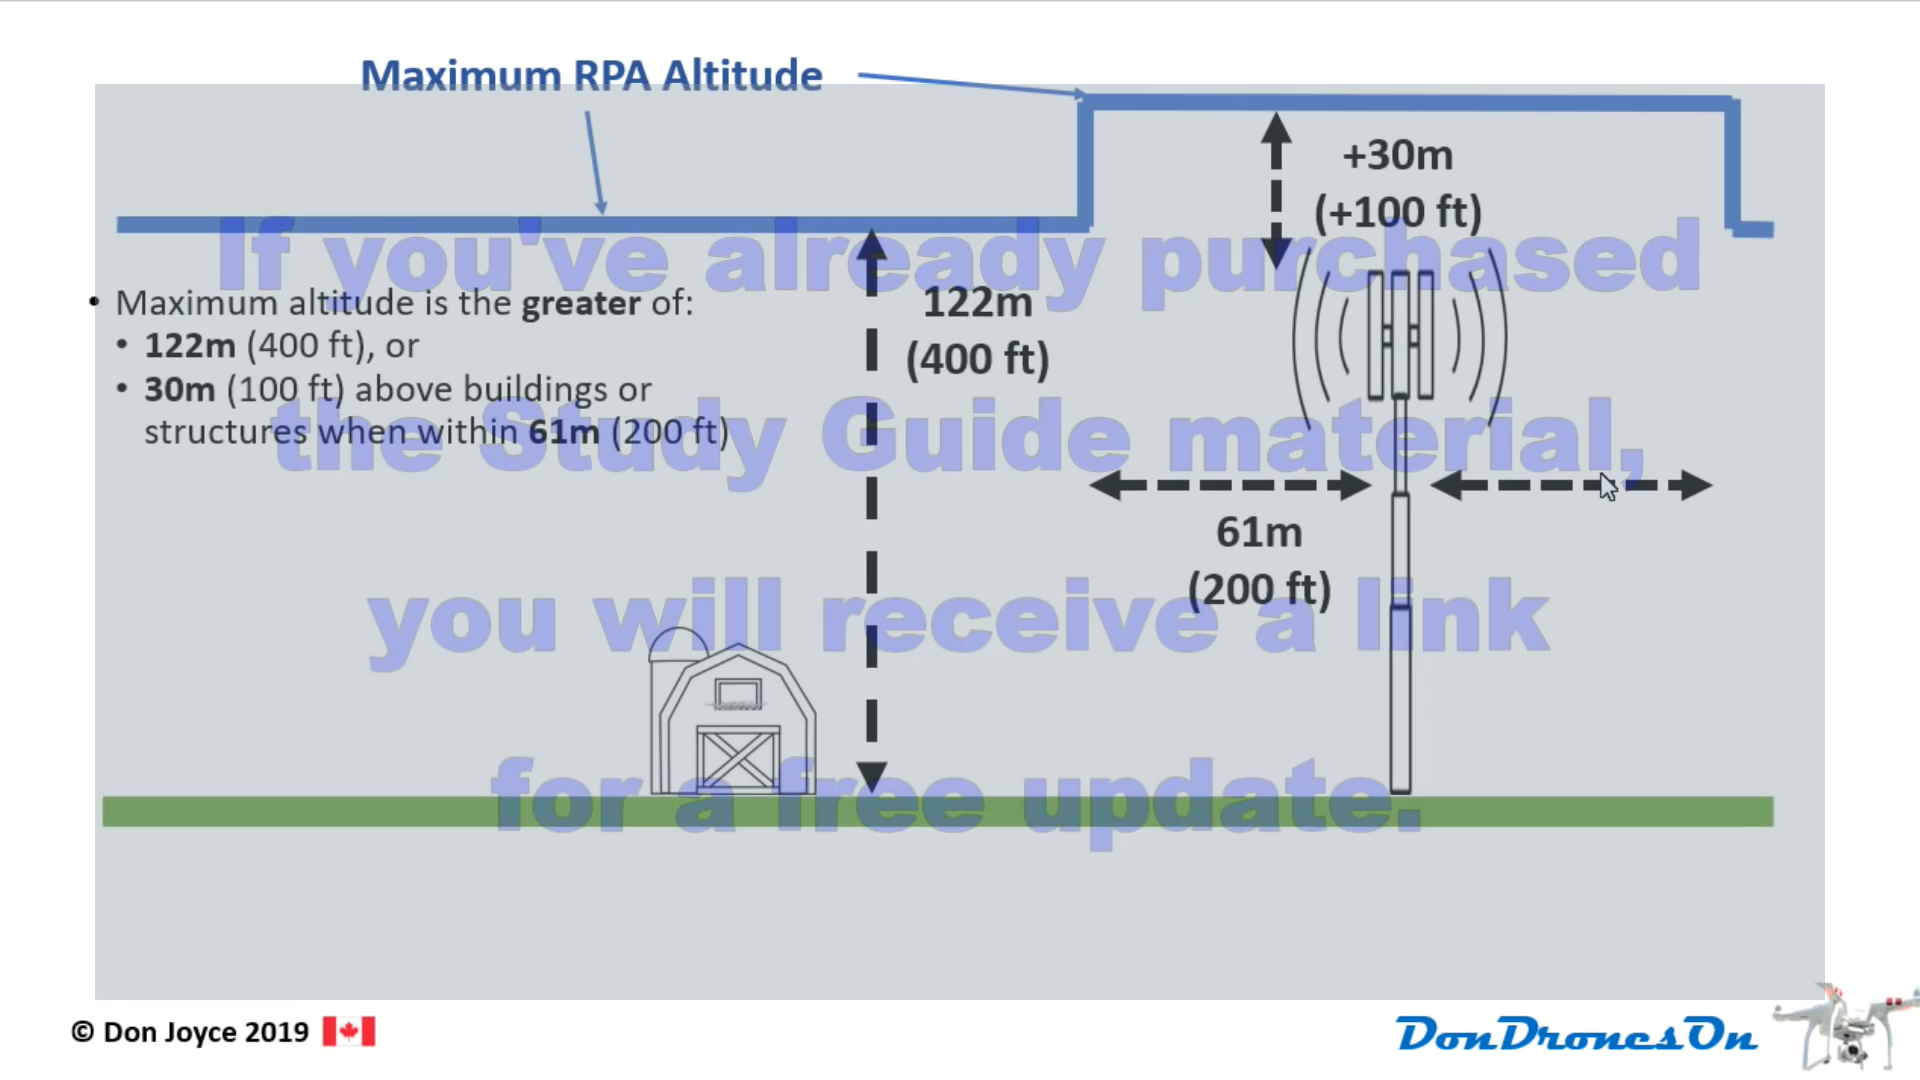 Maximum RPA Altitude
+30m
(+100 ft)
If you've already purchased
• Maximum altitude is the greater of:
• 122m (400 ft), or
• 30m (100 ft) above buildings or
structures when within 61m (200 ft)
122m
(400 ft)
the Study Guide material,
61m
(200 ft)
you will receive a link
for a free update.
© Don Joyce 2019
DonDronesOn